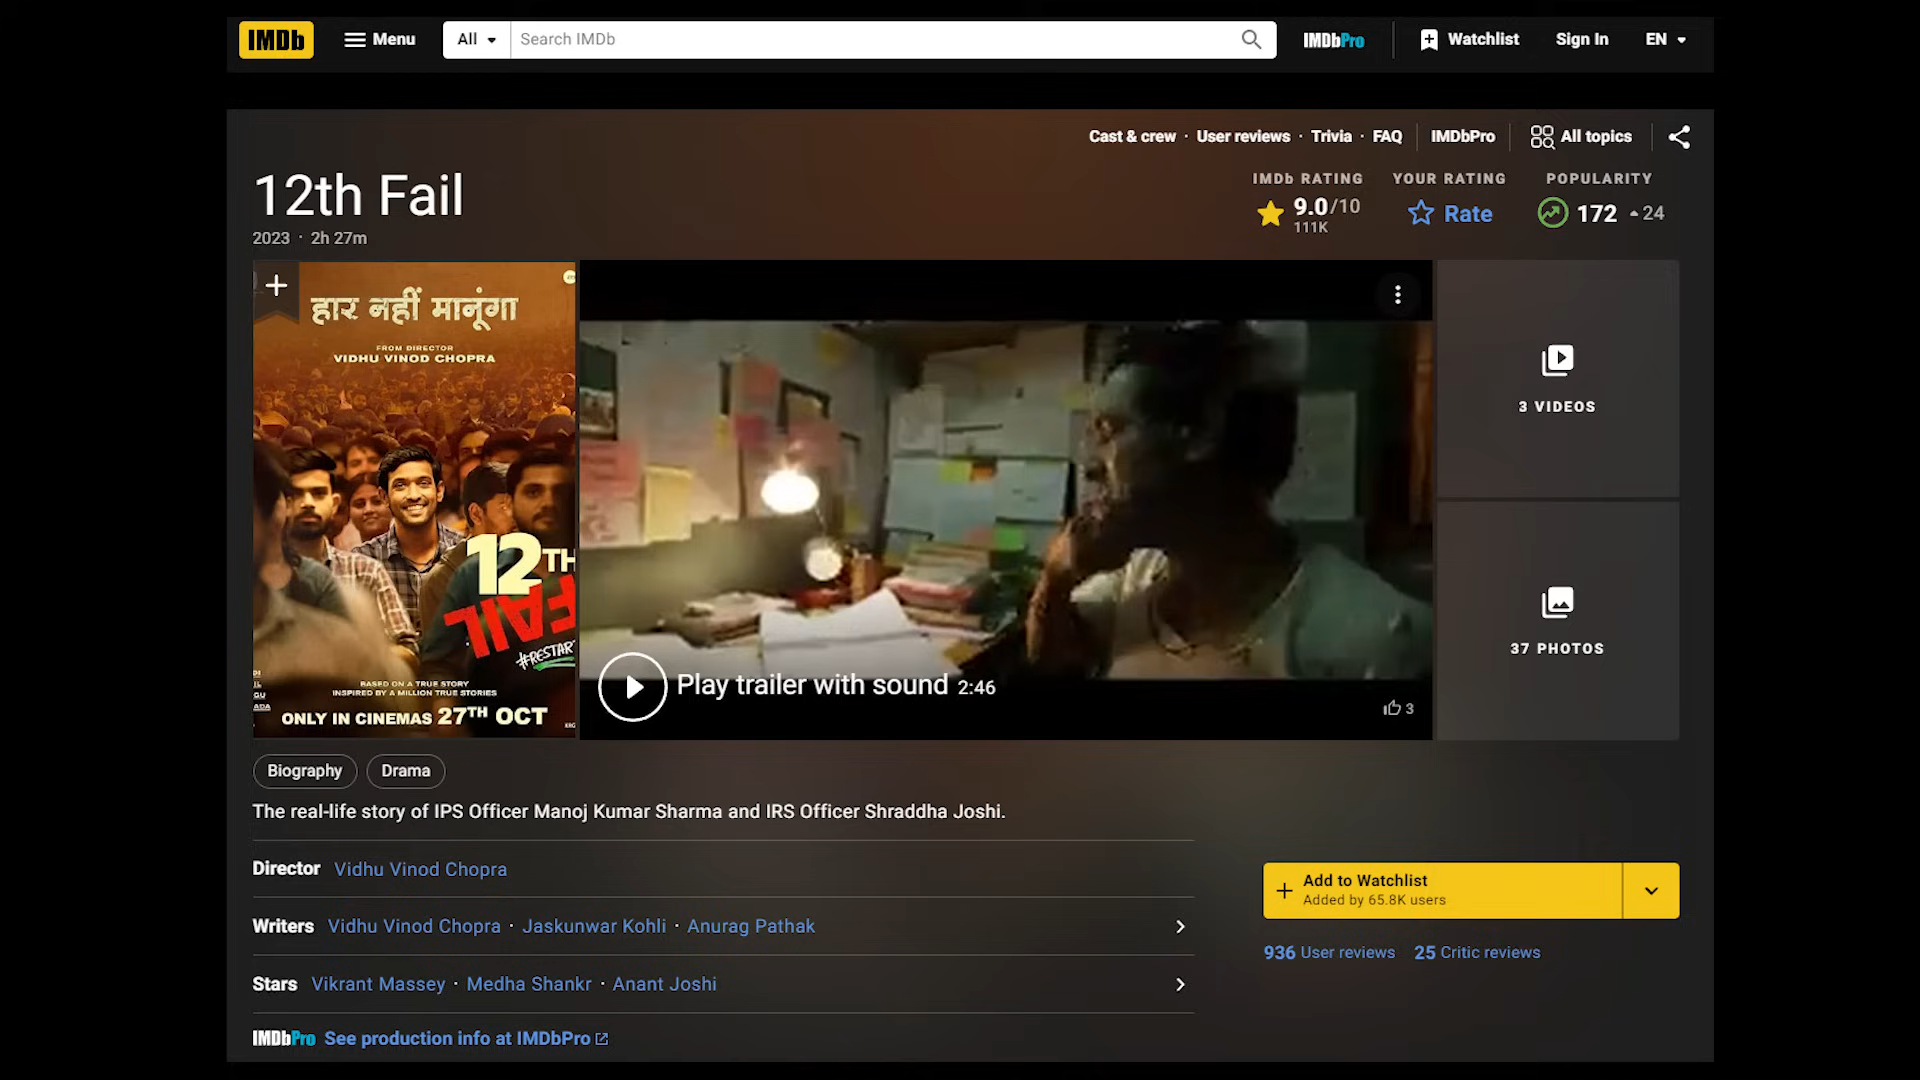 IMDb Menu All Search IMDb IMDbPro Watchlist Sign In EN
Cast & crew · User reviews · Trivia · FAQ IMDbPro All topics
12th Fail
2023 · 2h 27m
IMDb RATING YOUR RATING POPULARITY
9.0/10 Rate 172 24
111K
हार नहीं मानूंगा
FROM DIRECTOR
VIDHU VINOD CHOPRA
12TH
FAIL
BASED ON A TRUE STORY
INSPIRED BY A MILLION TRUE STORIES
ONLY IN CINEMAS 27TH OCT
Play trailer with sound 2:46
3
3 VIDEOS
37 PHOTOS
Biography Drama
The real-life story of IPS Officer Manoj Kumar Sharma and IRS Officer Shraddha Joshi.
Director Vidhu Vinod Chopra
Writers Vidhu Vinod Chopra · Jaskunwar Kohli · Anurag Pathak
Stars Vikrant Massey · Medha Shankr · Anant Joshi
IMDbPro See production info at IMDbPro
Add to Watchlist
Added by 65.8K users
936 User reviews 25 Critic reviews